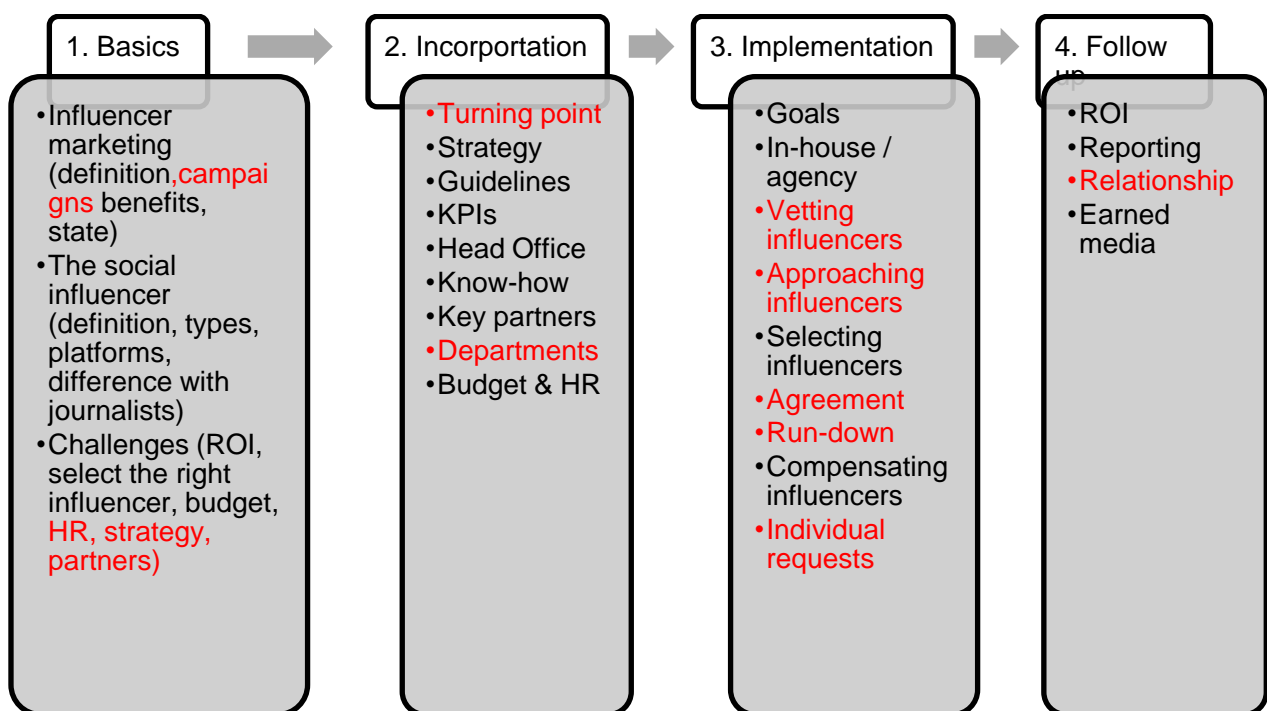 1. Basics
•Influencer
marketing
(definition,campai
gns benefits,
state)
•The social
influencer
(definition, types,
platforms,
difference with
journalists)
•Challenges (ROI,
select the right
influencer, budget,
HR, strategy,
partners)
2. Incorportation
•Turning point
•Strategy
•Guidelines
•KPIs
•Head Office
•Know-how
•Key partners
•Departments
•Budget & HR
3. Implementation
•Goals
•In-house /
agency
•Vetting
influencers
•Approaching
influencers
•Selecting
influencers
•Agreement
•Run-down
•Compensating
influencers
•Individual
requests
4. Follow
up
•ROI
•Reporting
•Relationship
•Earned
media